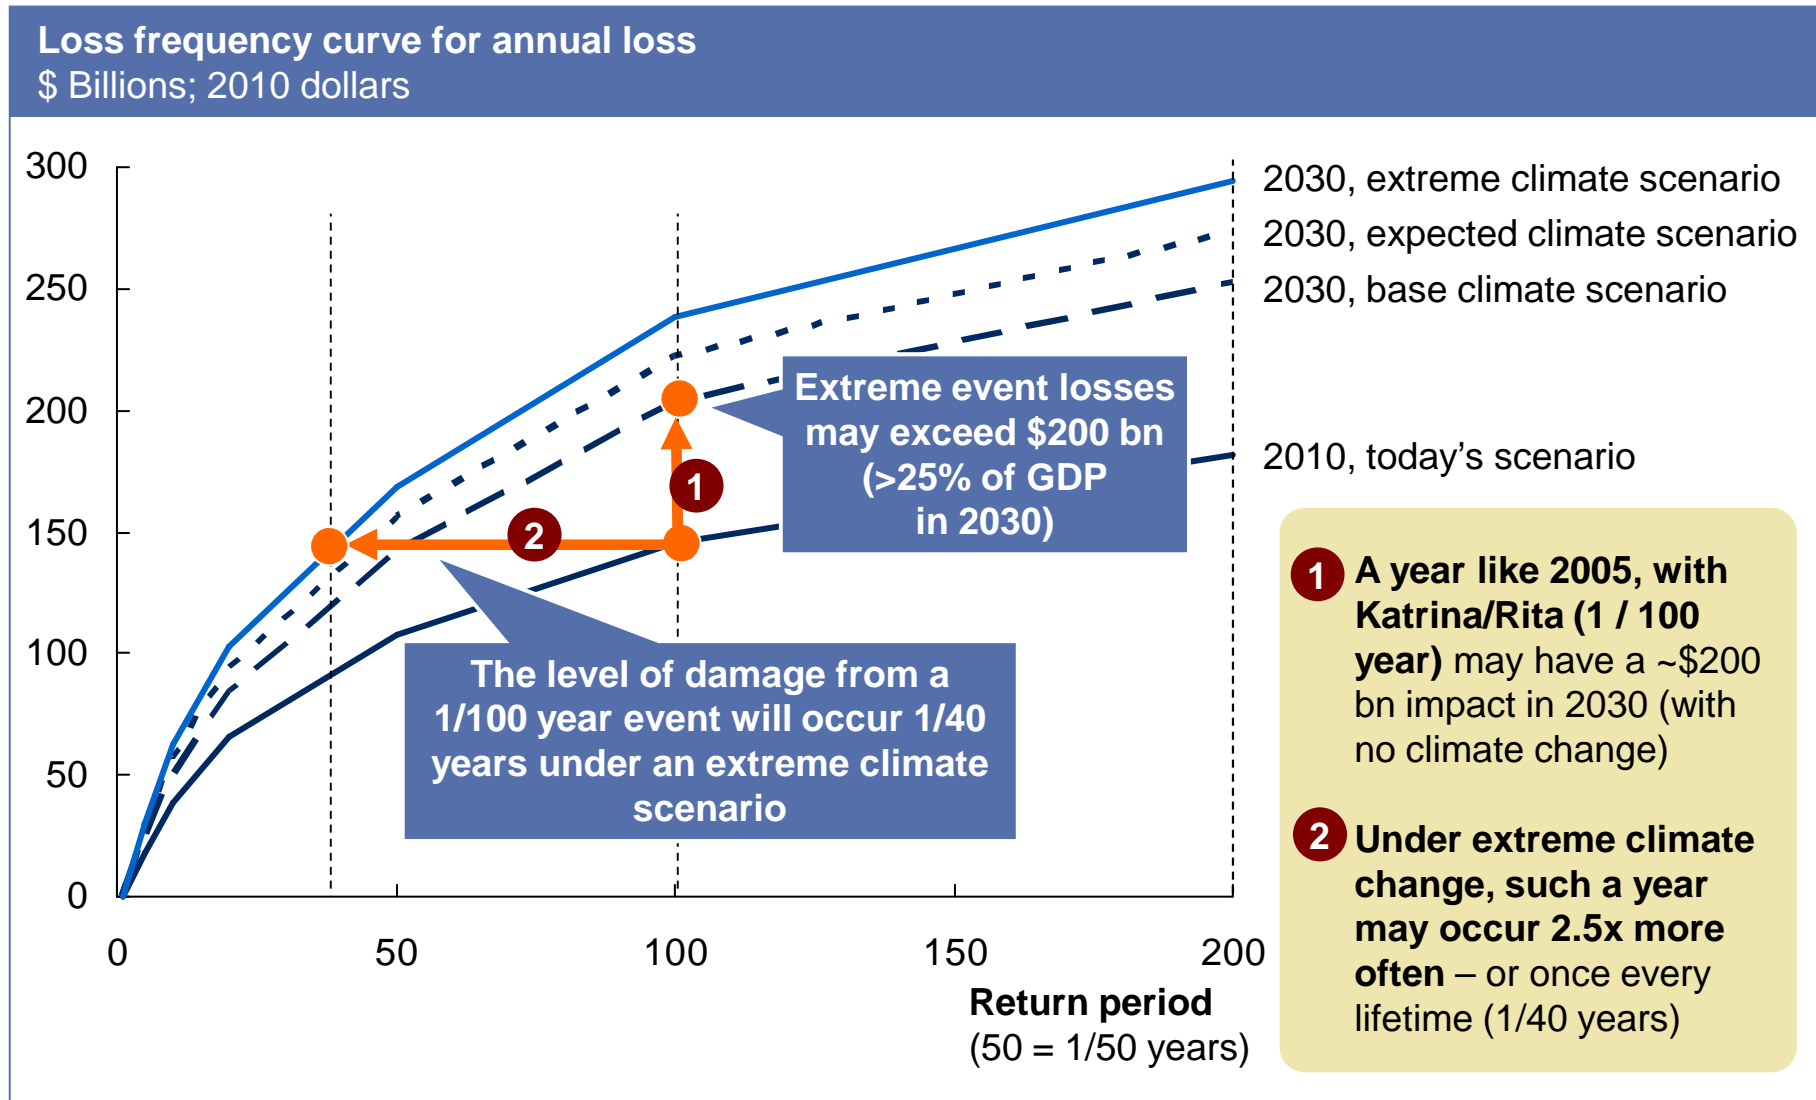 Loss frequency curve for annual loss
$ Billions; 2010 dollars
300
250
200
150
100
50
0
0
50
100
150
200
Return period
(50 = 1/50 years)
2030, extreme climate scenario
2030, expected climate scenario
2030, base climate scenario
2010, today's scenario
Extreme event losses
may exceed $200 bn
(>25% of GDP
in 2030)
1
2
The level of damage from a
1/100 year event will occur 1/40
years under an extreme climate
scenario
1
A year like 2005, with
Katrina/Rita (1 / 100
year) may have a ~$200
bn impact in 2030 (with
no climate change)
2
Under extreme climate
change, such a year
may occur 2.5x more
often – or once every
lifetime (1/40 years)